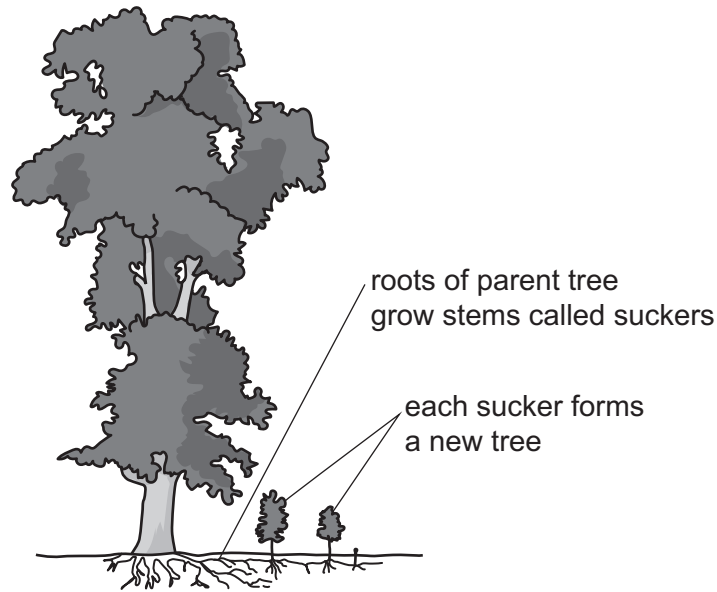 roots of parent tree
grow stems called suckers
each sucker forms
a new tree